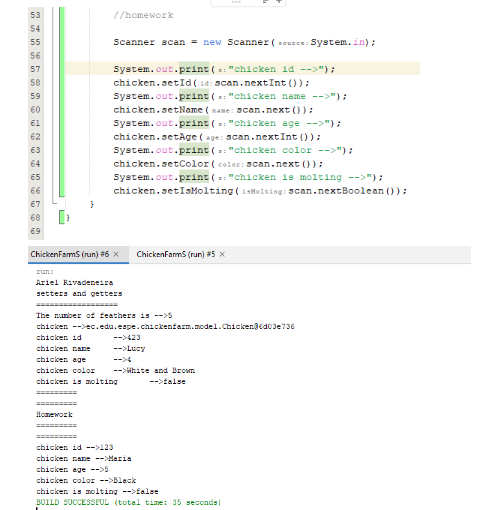 53 //homework
54
55 Scanner scan = new Scanner( source: System.in);
56
57 System.out.print( s: "chicken id -->");
58 chicken.setId( id: scan.nextInt());
59 System.out.print( s: "chicken name -->");
60 chicken.setName( name: scan.next());
61 System.out.print( s: "chicken age -->");
62 chicken.setAge( age: scan.nextInt());
63 System.out.print( s: "chicken color -->");
64 chicken.setColor( color: scan.next());
65 System.out.print( s: "chicken is molting -->");
66 chicken.setIsMolting( isMolting: scan.nextBoolean());
67 }
68 }
69
ChickenFarmS (run) #6 × ChickenFarmS (run) #5 ×
run:
Ariel Rivadeneira
setters and getters
==================
The number of feathers is -->5
chicken -->ec.edu.espe.chickenfarm.model.Chicken@6d03e736
chicken id -->423
chicken name -->Lucy
chicken age -->4
chicken color -->White and Brown
chicken is molting -->false
=========
=========
Homework
=========
=========
chicken id -->123
chicken name -->Maria
chicken age -->5
chicken color -->Black
chicken is molting -->false
BUILD SUCCESSFUL (total time: 35 seconds)